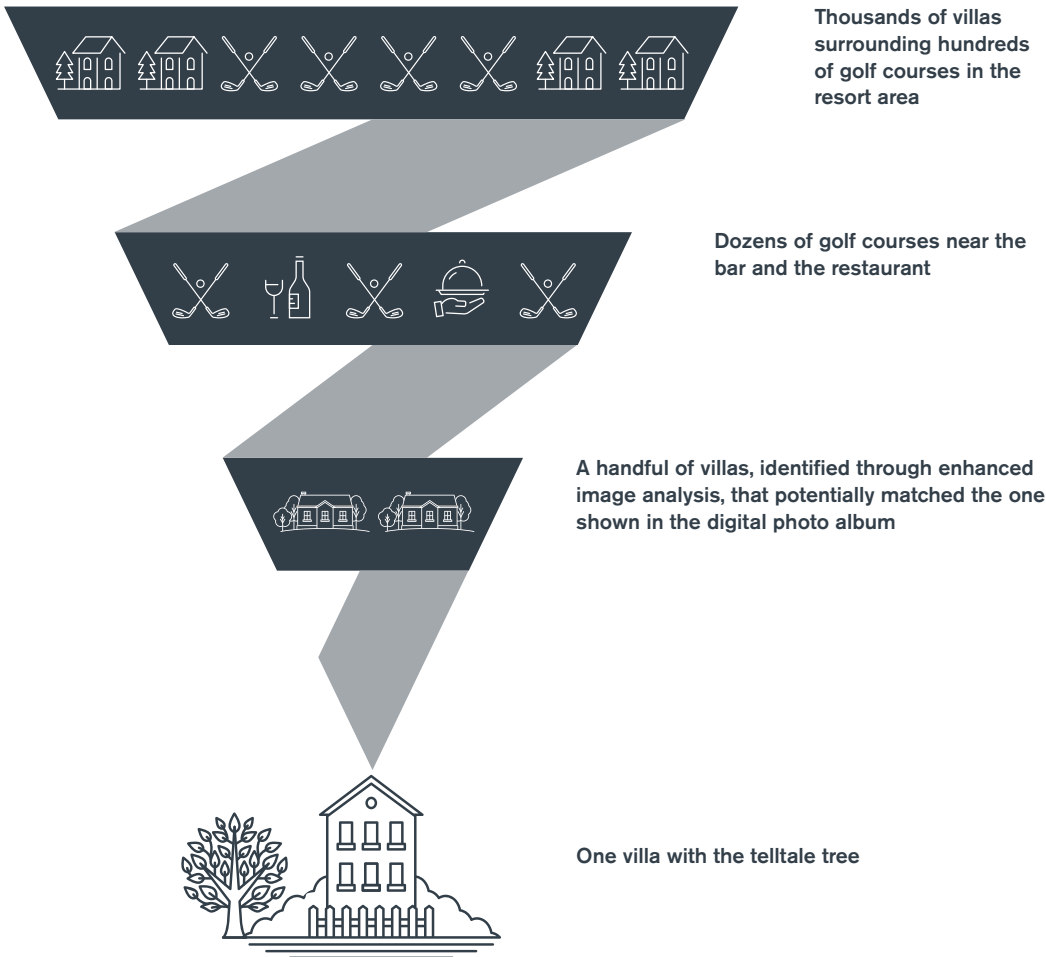 Thousands of villas
surrounding hundreds
of golf courses in the
resort area
Dozens of golf courses near the
bar and the restaurant
A handful of villas, identified through enhanced
image analysis, that potentially matched the one
shown in the digital photo album
One villa with the telltale tree